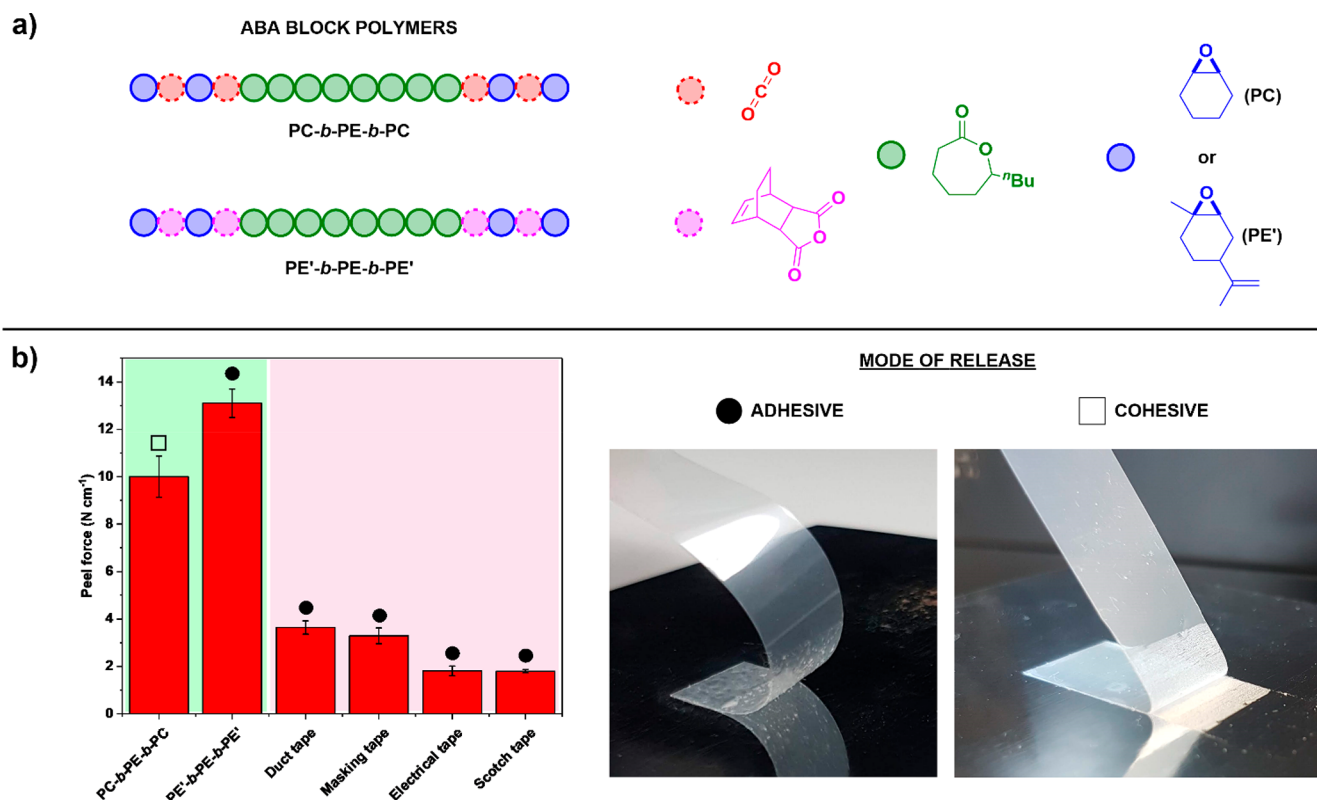 a)
ABA BLOCK POLYMERS
PC-b-PE-b-PC
PE'-b-PE-b-PE'
O
C
O
O
O
O
O
O
nBu
O
(PC)
or
O
(PE')
b)
Peel force (N cm⁻¹)
14
12
10
8
6
4
2
0
PC-b-PE-b-PC
PE'-b-PE-b-PE'
Duct tape
Masking tape
Electrical tape
Scotch tape
MODE OF RELEASE
ADHESIVE
COHESIVE